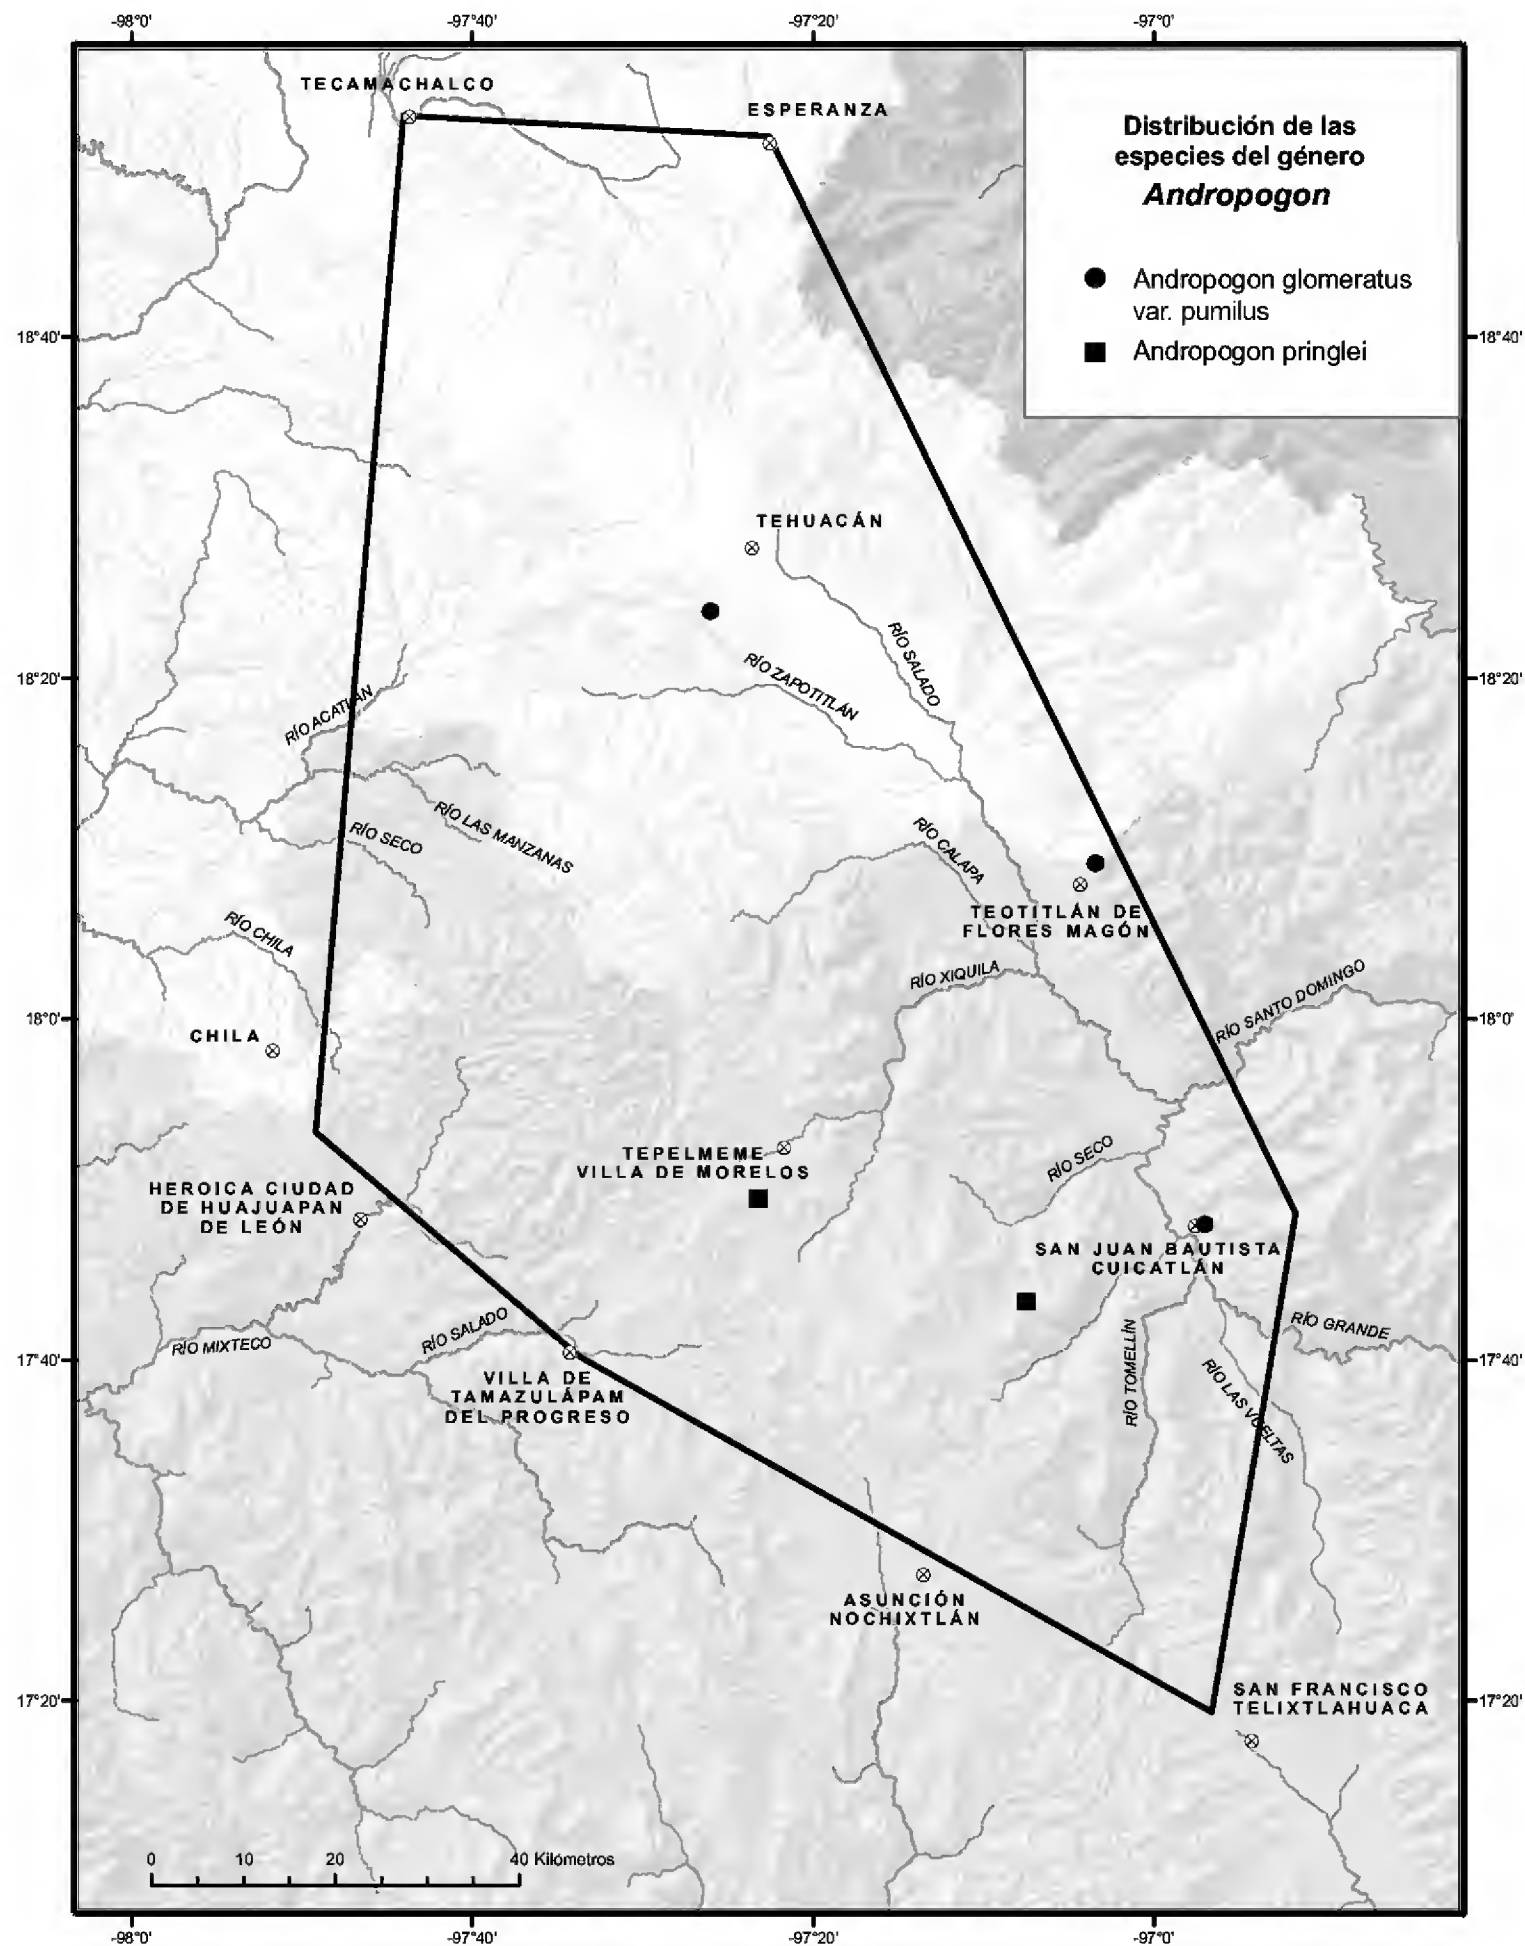 -98°0'
-97°40'
-97°20'
-97°0'
TECAMACHALCO
ESPERANZA
Distribución de las
especies del género
Andropogon
Andropogon glomeratus
var. pumilus
Andropogon pringlei
18°40'
18°40'
TEHUACÁN
RÍO SALADO
RÍO ZAPOTITLÁN
18°20'
18°20'
RÍO ACATLÁN
RÍO LAS MANZANAS
RÍO SECO
RÍO CALAPA
TEOTITLÁN DE
FLORES MAGÓN
RÍO CHILA
RÍO XIQUILA
RÍO SANTO DOMINGO
18°0'
18°0'
CHILA
TEPELMEME
VILLA DE MORELOS
RÍO SECO
HEROICA CIUDAD
DE HUAJUAPAN
DE LEÓN
SAN JUAN BAUTISTA
CUICATLÁN
RÍO SALADO
RÍO MIXTECO
RÍO GRANDE
RÍO TOMELLÍN
RÍO LAS VUELTAS
17°40'
17°40'
VILLA DE
TAMAZULÁPAM
DEL PROGRESO
ASUNCIÓN
NOCHIXTLÁN
SAN FRANCISCO
TELIXTLAHUACA
17°20'
17°20'
0 10 20 40 Kilómetros
-98°0'
-97°40'
-97°20'
-97°0'